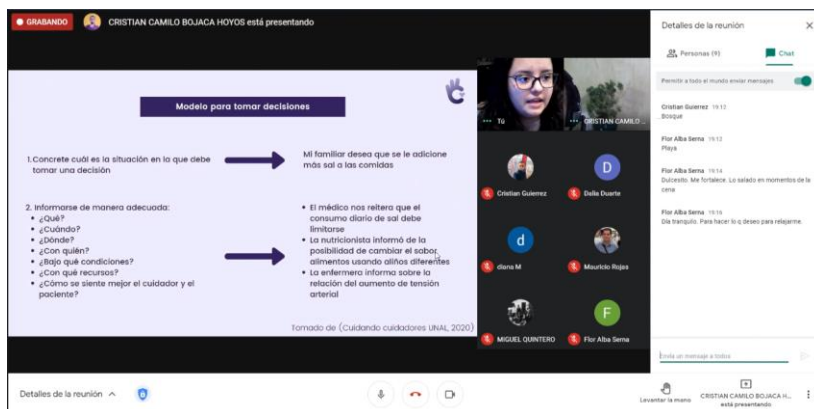 GRABANDO
CRISTIAN CAMILO BOJACA HOYOS está presentando
Modelo para tomar decisiones
1.Concrete cuál es la situación en la que debe
tomar una decisión
Mi familiar desea que se le adicione
más sal a las comidas
2. Informarse de manera adecuada:
• ¿Qué?
• ¿Cuándo?
• ¿Dónde?
• ¿Con quién?
• ¿Bajo qué condiciones?
• ¿Con qué recursos?
• ¿Cómo se siente mejor el cuidador y el
paciente?
• El médico nos reitera que el
consumo diario de sal debe
limitarse
• La nutricionista informó de la
posibilidad de cambiar el sabor
alimentos usando aliños diferentes
• La enfermera informa sobre la
relación del aumento de tensión
arterial
Tomado de (Cuidando cuidadores UNAL, 2020)
Tú
CRISTIAN CAMILO ...
Cristian Guierrez
D
Dalie Duarte
d
diana M
Mauricio Rojas
MIGUEL QUINTERO
F
Flor Alba Serna
Detalles de la reunión
Personas (9)
Chat
Permitir a todo el mundo enviar mensajes
Cristian Guierrez 19:12
Bosque
Flor Alba Serna 19:12
Playa
Flor Alba Serna 19:14
Dulcesito. Me fortalece. Lo salado en momentos de la
cena
Flor Alba Serna 19:16
Día tranquilo. Para hacer lo q deseo para relajarme.
Envía un mensaje a todos
Detalles de la reunión
Levantar la mano
CRISTIAN CAMILO BOJACA H...
está presentando